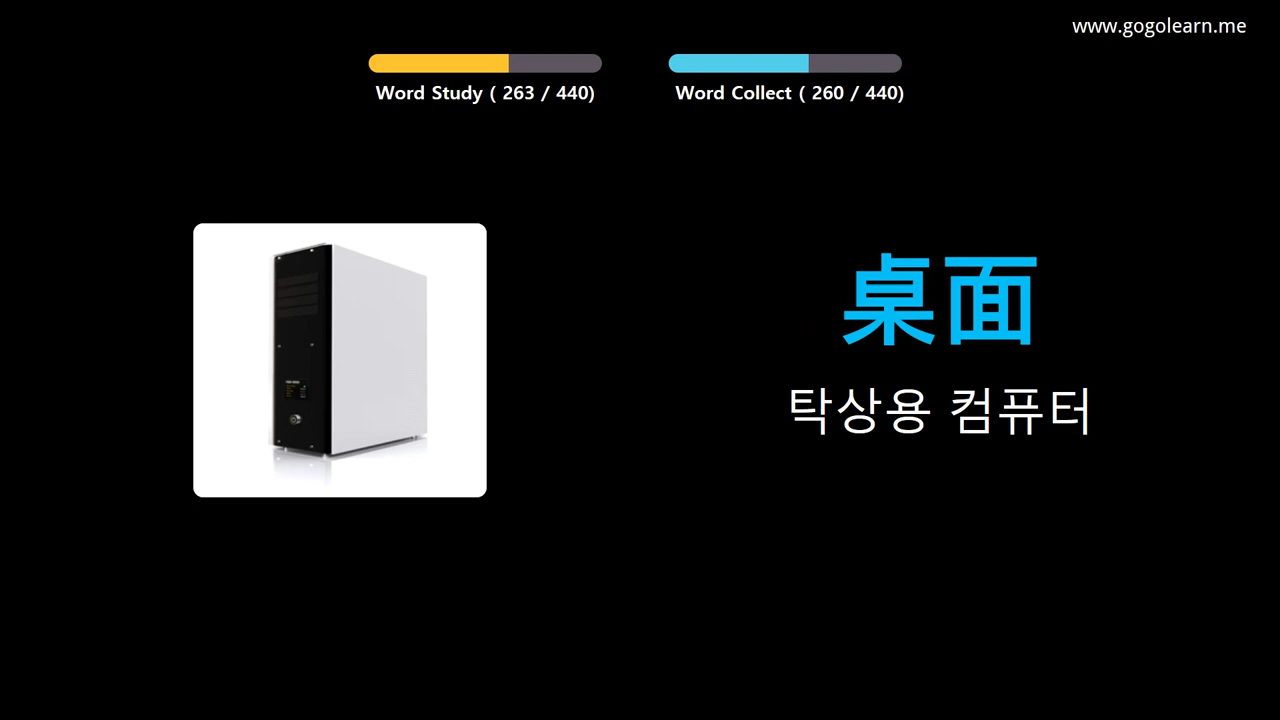 www.gogolearn.me
Word Study ( 263 / 440)
Word Collect ( 260 / 440)
桌面
탁상용 컴퓨터